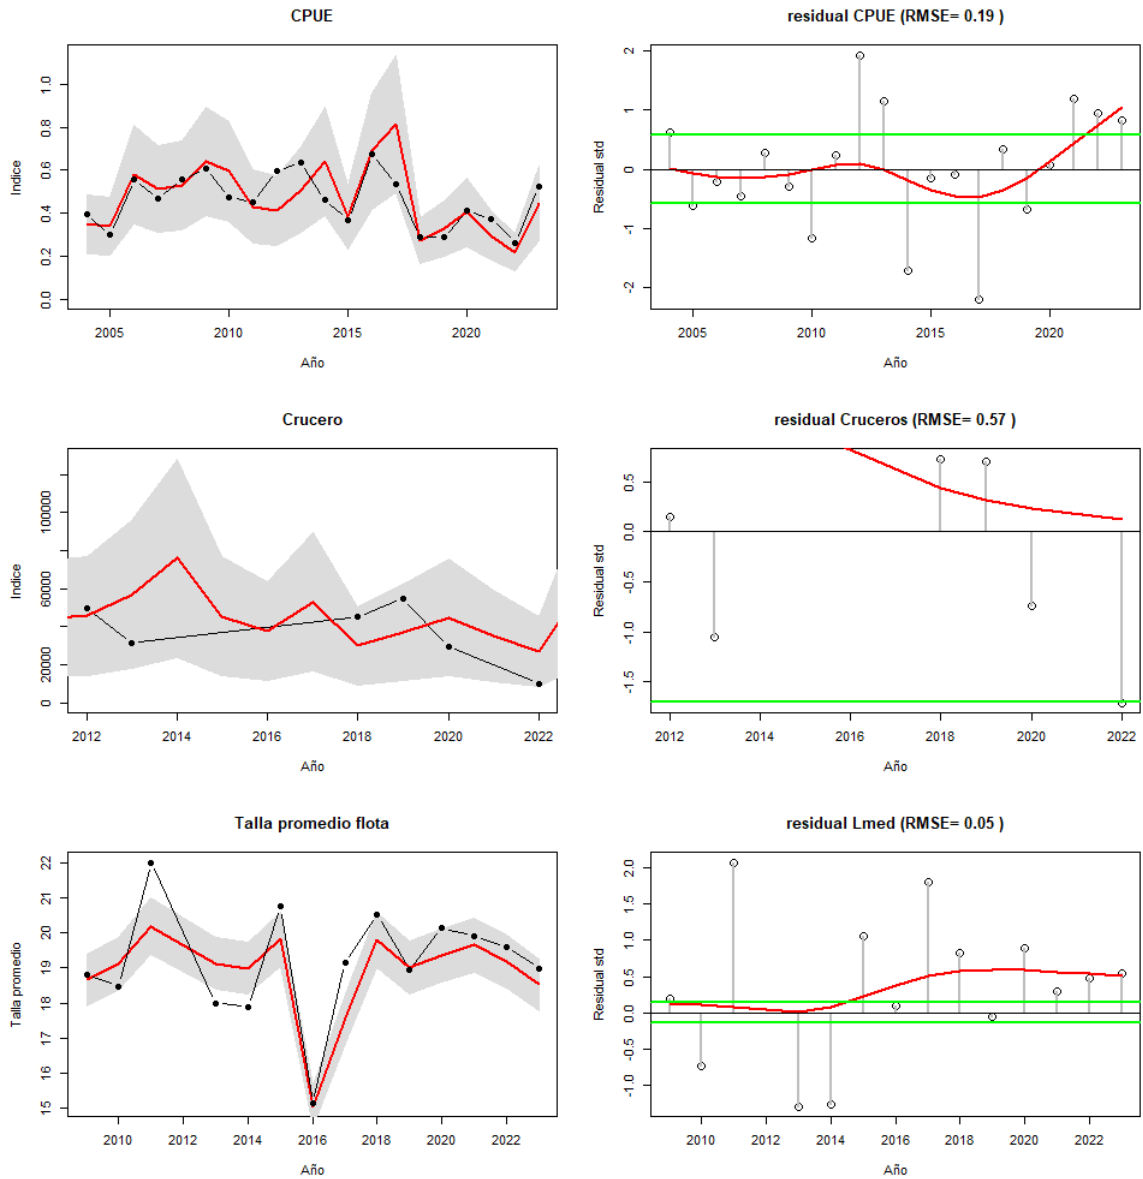 CPUE
Indice
0.0 0.2 0.4 0.6 0.8 1.0
2005 2010 2015 2020
Año
residual CPUE (RMSE= 0.19 )
Residual std
-2 -1 0 1 2
2005 2010 2015 2020
Año
Crucero
Indice
0 20000 60000 100000
2012 2014 2016 2018 2020 2022
Año
residual Cruceros (RMSE= 0.57 )
Residual std
-1.5 -1.0 -0.5 0.0 0.5
2012 2014 2016 2018 2020 2022
Año
Talla promedio flota
Talla promedio
15 16 17 18 19 20 21 22
2010 2012 2014 2016 2018 2020 2022
Año
residual Lmed (RMSE= 0.05 )
Residual std
-1.0 -0.5 0.0 0.5 1.0 1.5 2.0
2010 2012 2014 2016 2018 2020 2022
Año